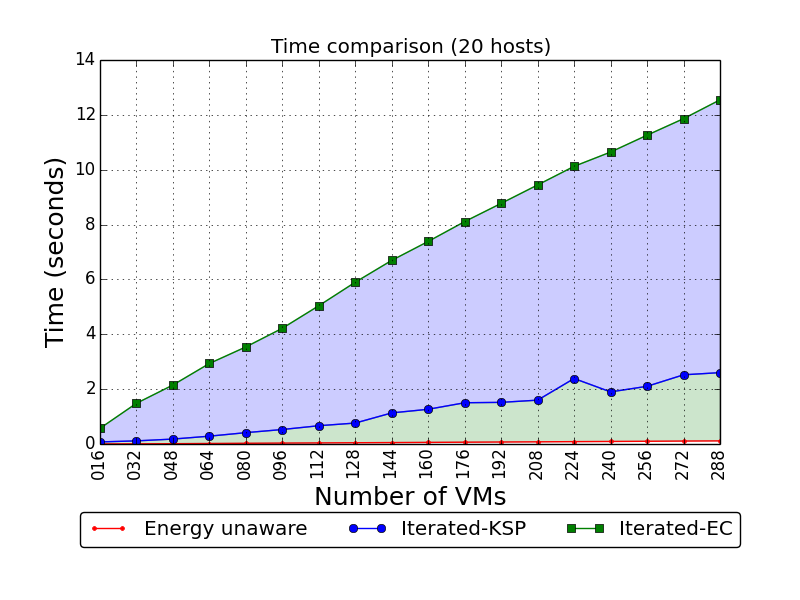 Time comparison (20 hosts)
14
12
10
8
6
4
2
0
Time (seconds)
016 032 048 064 080 096 112 128 144 160 176 192 208 224 240 256 272 288
Number of VMs
Energy unaware Iterated-KSP Iterated-EC